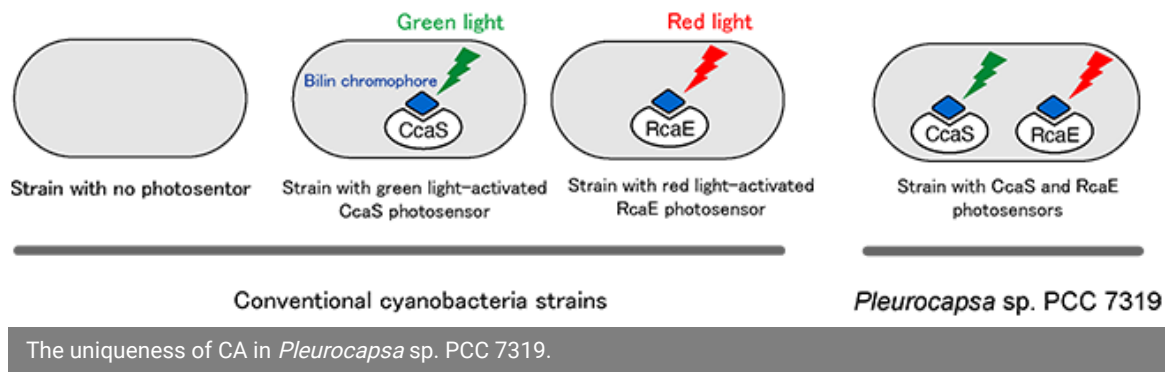 Green light
Red light
Bilin chromophore
CcaS
RcaE
CcaS
RcaE
Strain with no photosentor
Strain with green light-activated
CcaS photosensor
Strain with red light-activated
RcaE photosensor
Strain with CcaS and RcaE
photosensors
Conventional cyanobacteria strains
Pleurocapsa sp. PCC 7319
The uniqueness of CA in Pleurocapsa sp. PCC 7319.